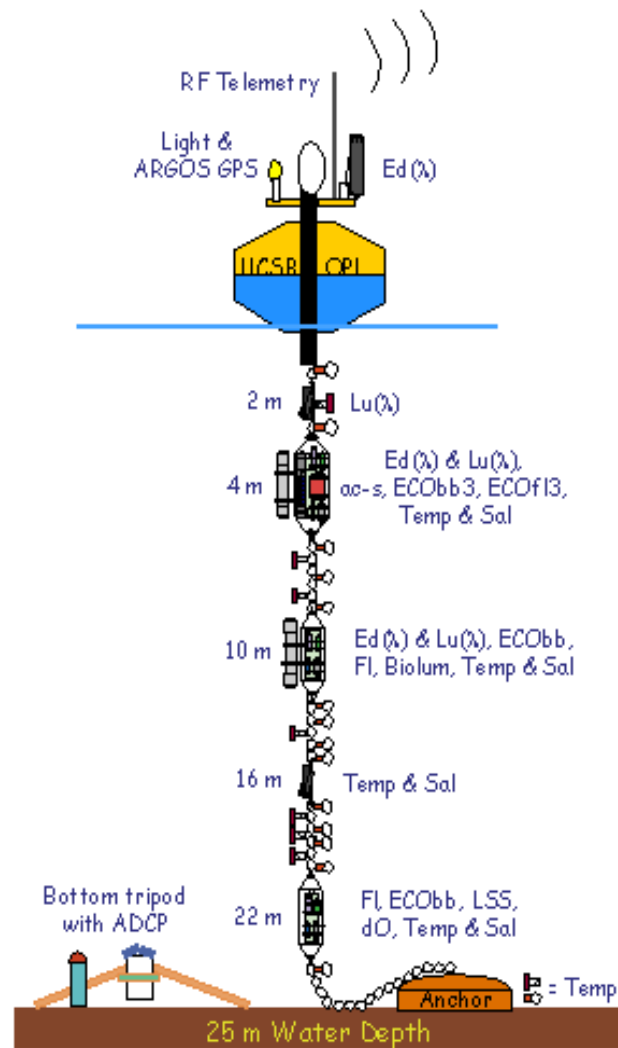 RF Telemetry
Light &
ARGOS GPS
Ed(λ)
UCSB OPL
2 m
Lu(λ)
4 m
Ed(λ) & Lu(λ),
ac-s, ECObb3, ECOfl3,
Temp & Sal
10 m
Ed(λ) & Lu(λ), ECObb,
Fl, Biolum, Temp & Sal
16 m
Temp & Sal
22 m
Fl, ECObb, LSS,
dO, Temp & Sal
Bottom tripod
with ADCP
Anchor
= Temp
25 m Water Depth